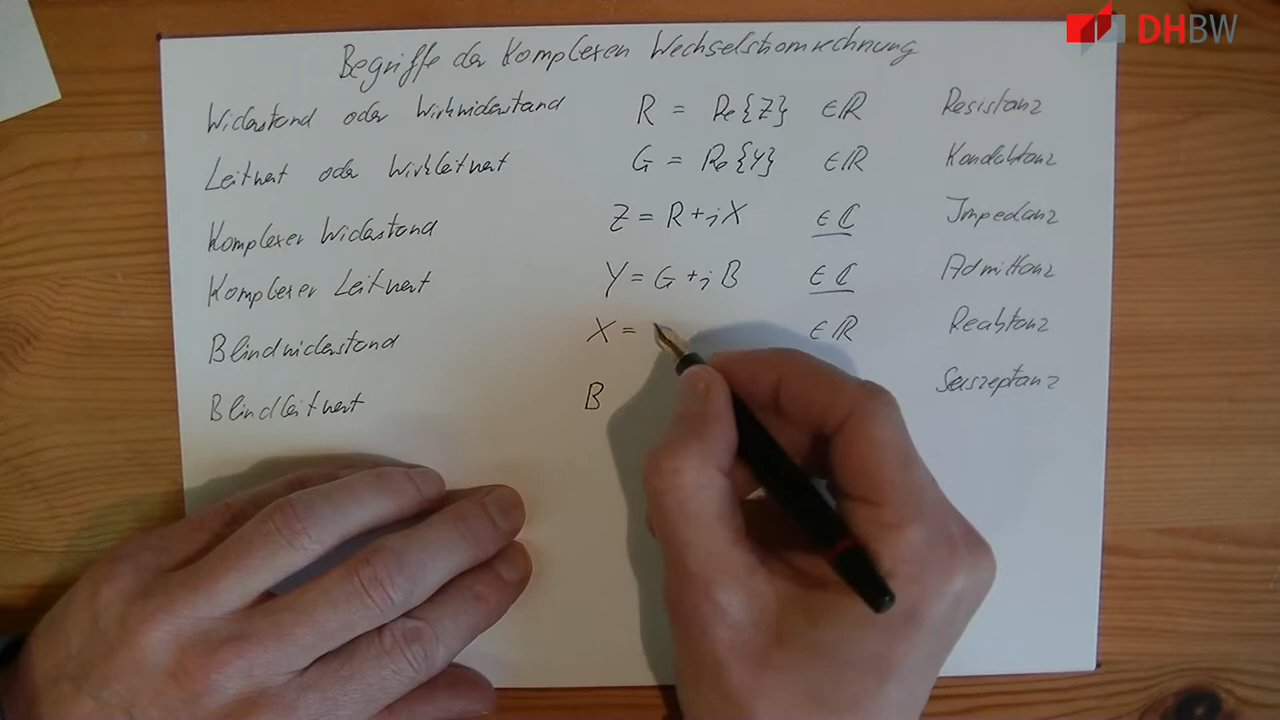 DHBW
Begriffe der Komplexen Wechselstromrechnung
Widerstand oder Wirkwiderstand R = Re{Z} ∈ℝ Resistanz
Leitwert oder Wirkleitwert G = Re{Y} ∈ℝ Konduktanz
Komplexer Widerstand Z = R + jX ∈ ℂ Impedanz
Komplexer Leitwert Y = G + jB ∈ ℂ Admittanz
Blindwiderstand X = ∈ℝ Reaktanz
Blindleitwert B Suszeptanz